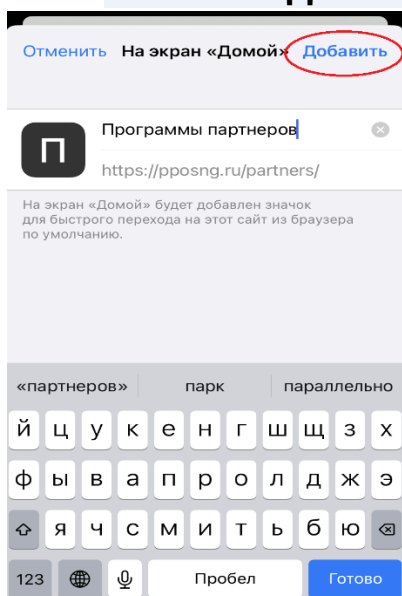 Отменить На экран «Домой» Добавить
П
Программы партнеров
https://pposng.ru/partners/
На экран «Домой» будет добавлен значок
для быстрого перехода на этот сайт из браузера
по умолчанию.
«партнеров» парк параллельно
й ц у к е н г ш щ з х
ф ы в а п р о л д ж э
я ч с м и т ь б ю
123 Пробел Готово